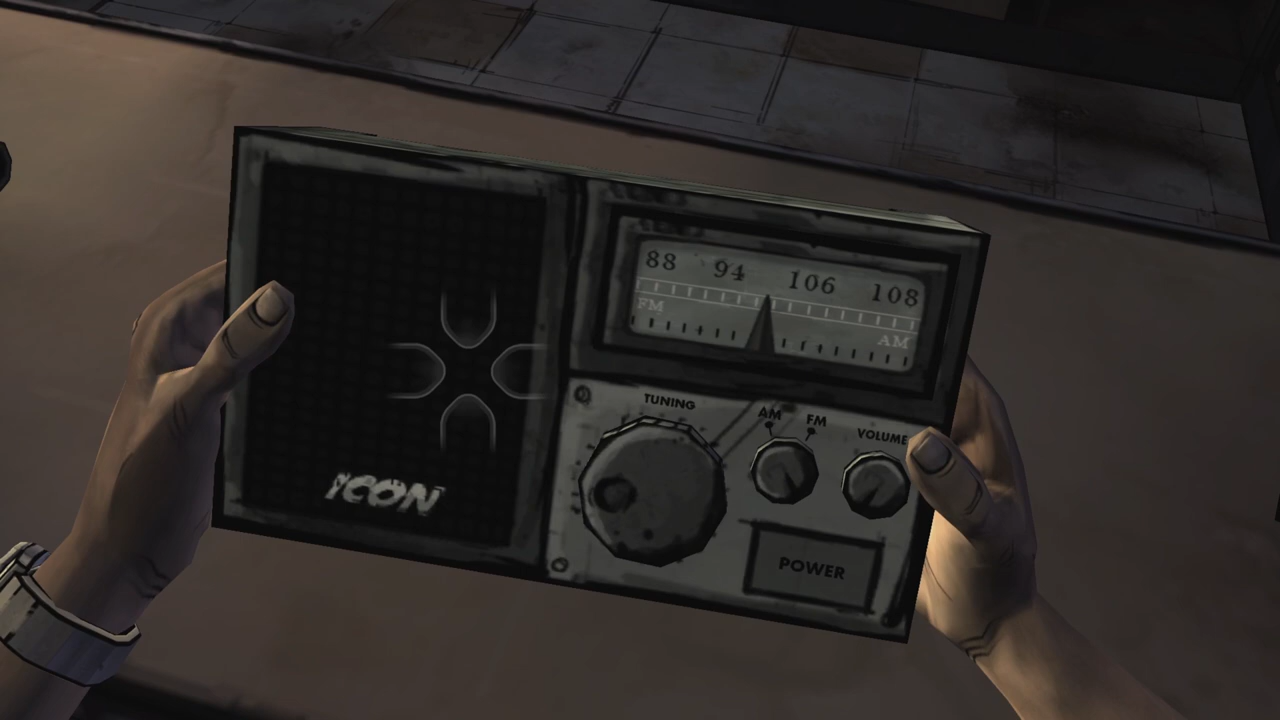 88 94 106 108
FM
AM
TUNING
AM FM
VOLUME
ICON
POWER